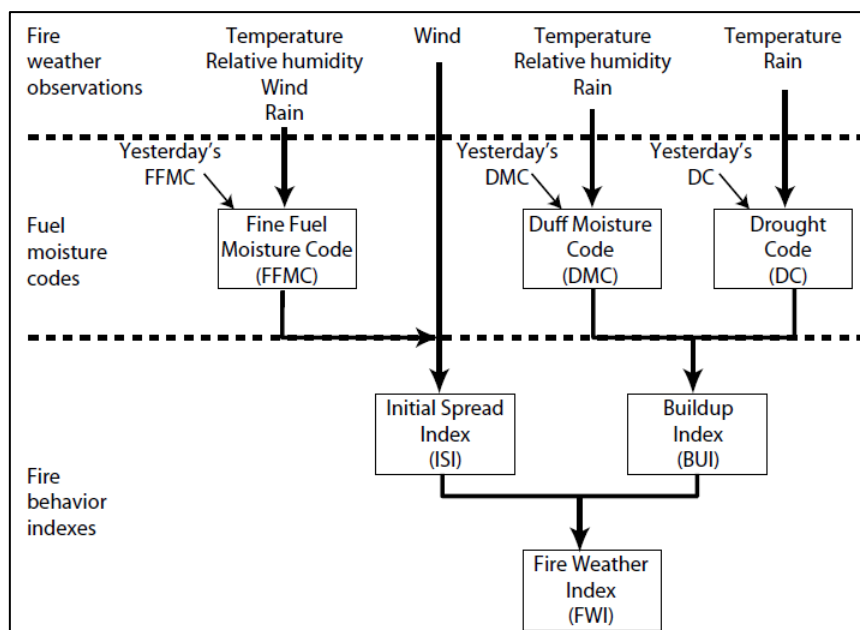 Fire
weather
observations
Temperature
Relative humidity
Wind
Rain
Wind
Temperature
Relative humidity
Rain
Temperature
Rain
Fuel
moisture
codes
Yesterday's
FFMC
Fine Fuel
Moisture Code
(FFMC)
Yesterday's
DMC
Duff Moisture
Code
(DMC)
Yesterday's
DC
Drought
Code
(DC)
Fire
behavior
indexes
Initial Spread
Index
(ISI)
Buildup
Index
(BUI)
Fire Weather
Index
(FWI)